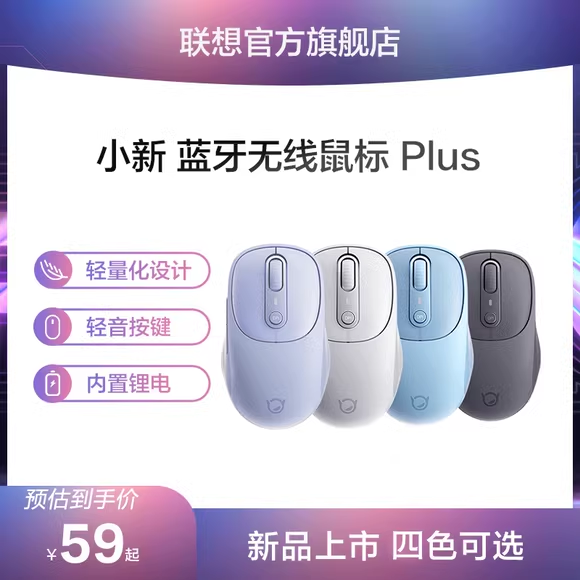 联想官方旗舰店
小新 蓝牙无线鼠标 Plus
轻量化设计
轻音按键
内置锂电
预估到手价
¥59起
新品上市 四色可选